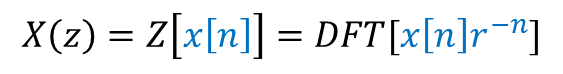 X(z) = Z[x[n]] = DFT[x[n]r⁻ⁿ]